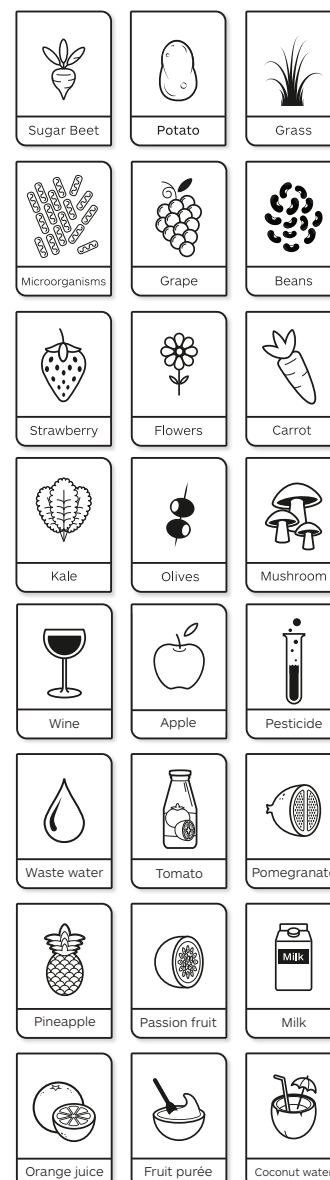 Sugar Beet
Potato
Grass
Microorganisms
Grape
Beans
Strawberry
Flowers
Carrot
Kale
Olives
Mushroom
Wine
Apple
Pesticide
Waste water
Tomato
Pomegranat
Pineapple
Passion fruit
Milk
Milk
Orange juice
Fruit purée
Coconut water